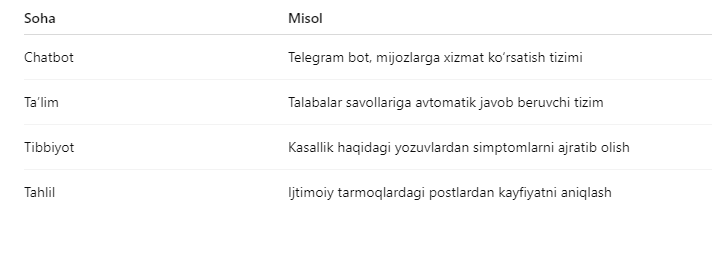 Soha Misol
Chatbot Telegram bot, mijozlarga xizmat ko‘rsatish tizimi
Ta’lim Talabalar savollariga avtomatik javob beruvchi tizim
Tibbiyot Kasallik haqidagi yozuvlardan simptomlarni ajratib olish
Tahlil Ijtimoiy tarmoqlardagi postlardan kayfiyatni aniqlash